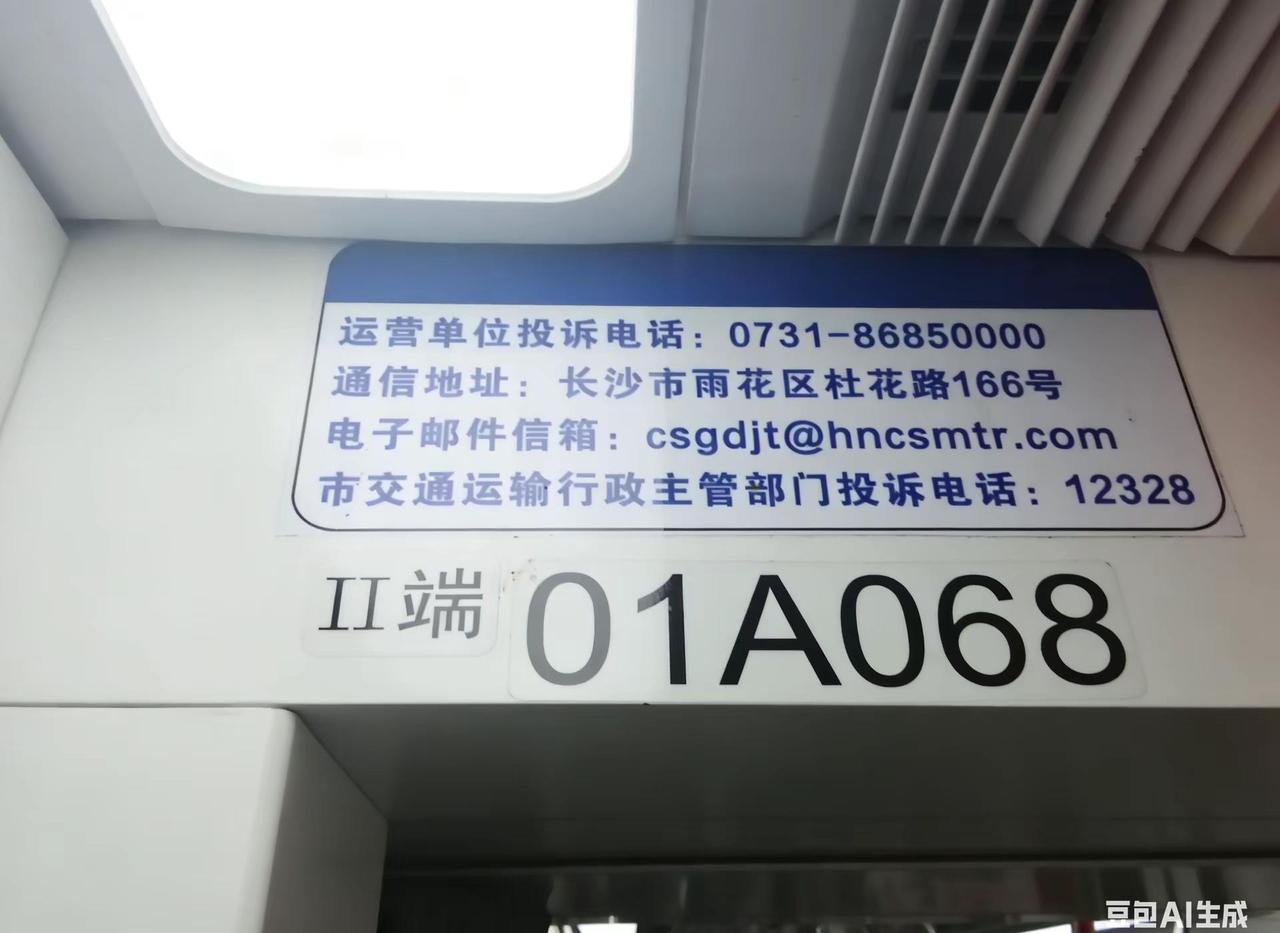 运营单位投诉电话：0731-86850000
通信地址：长沙市雨花区杜花路166号
电子邮件信箱：csgdjt@hncsmtr.com
市交通运输行政主管部门投诉电话：12328
II端 01A068
豆包AI生成